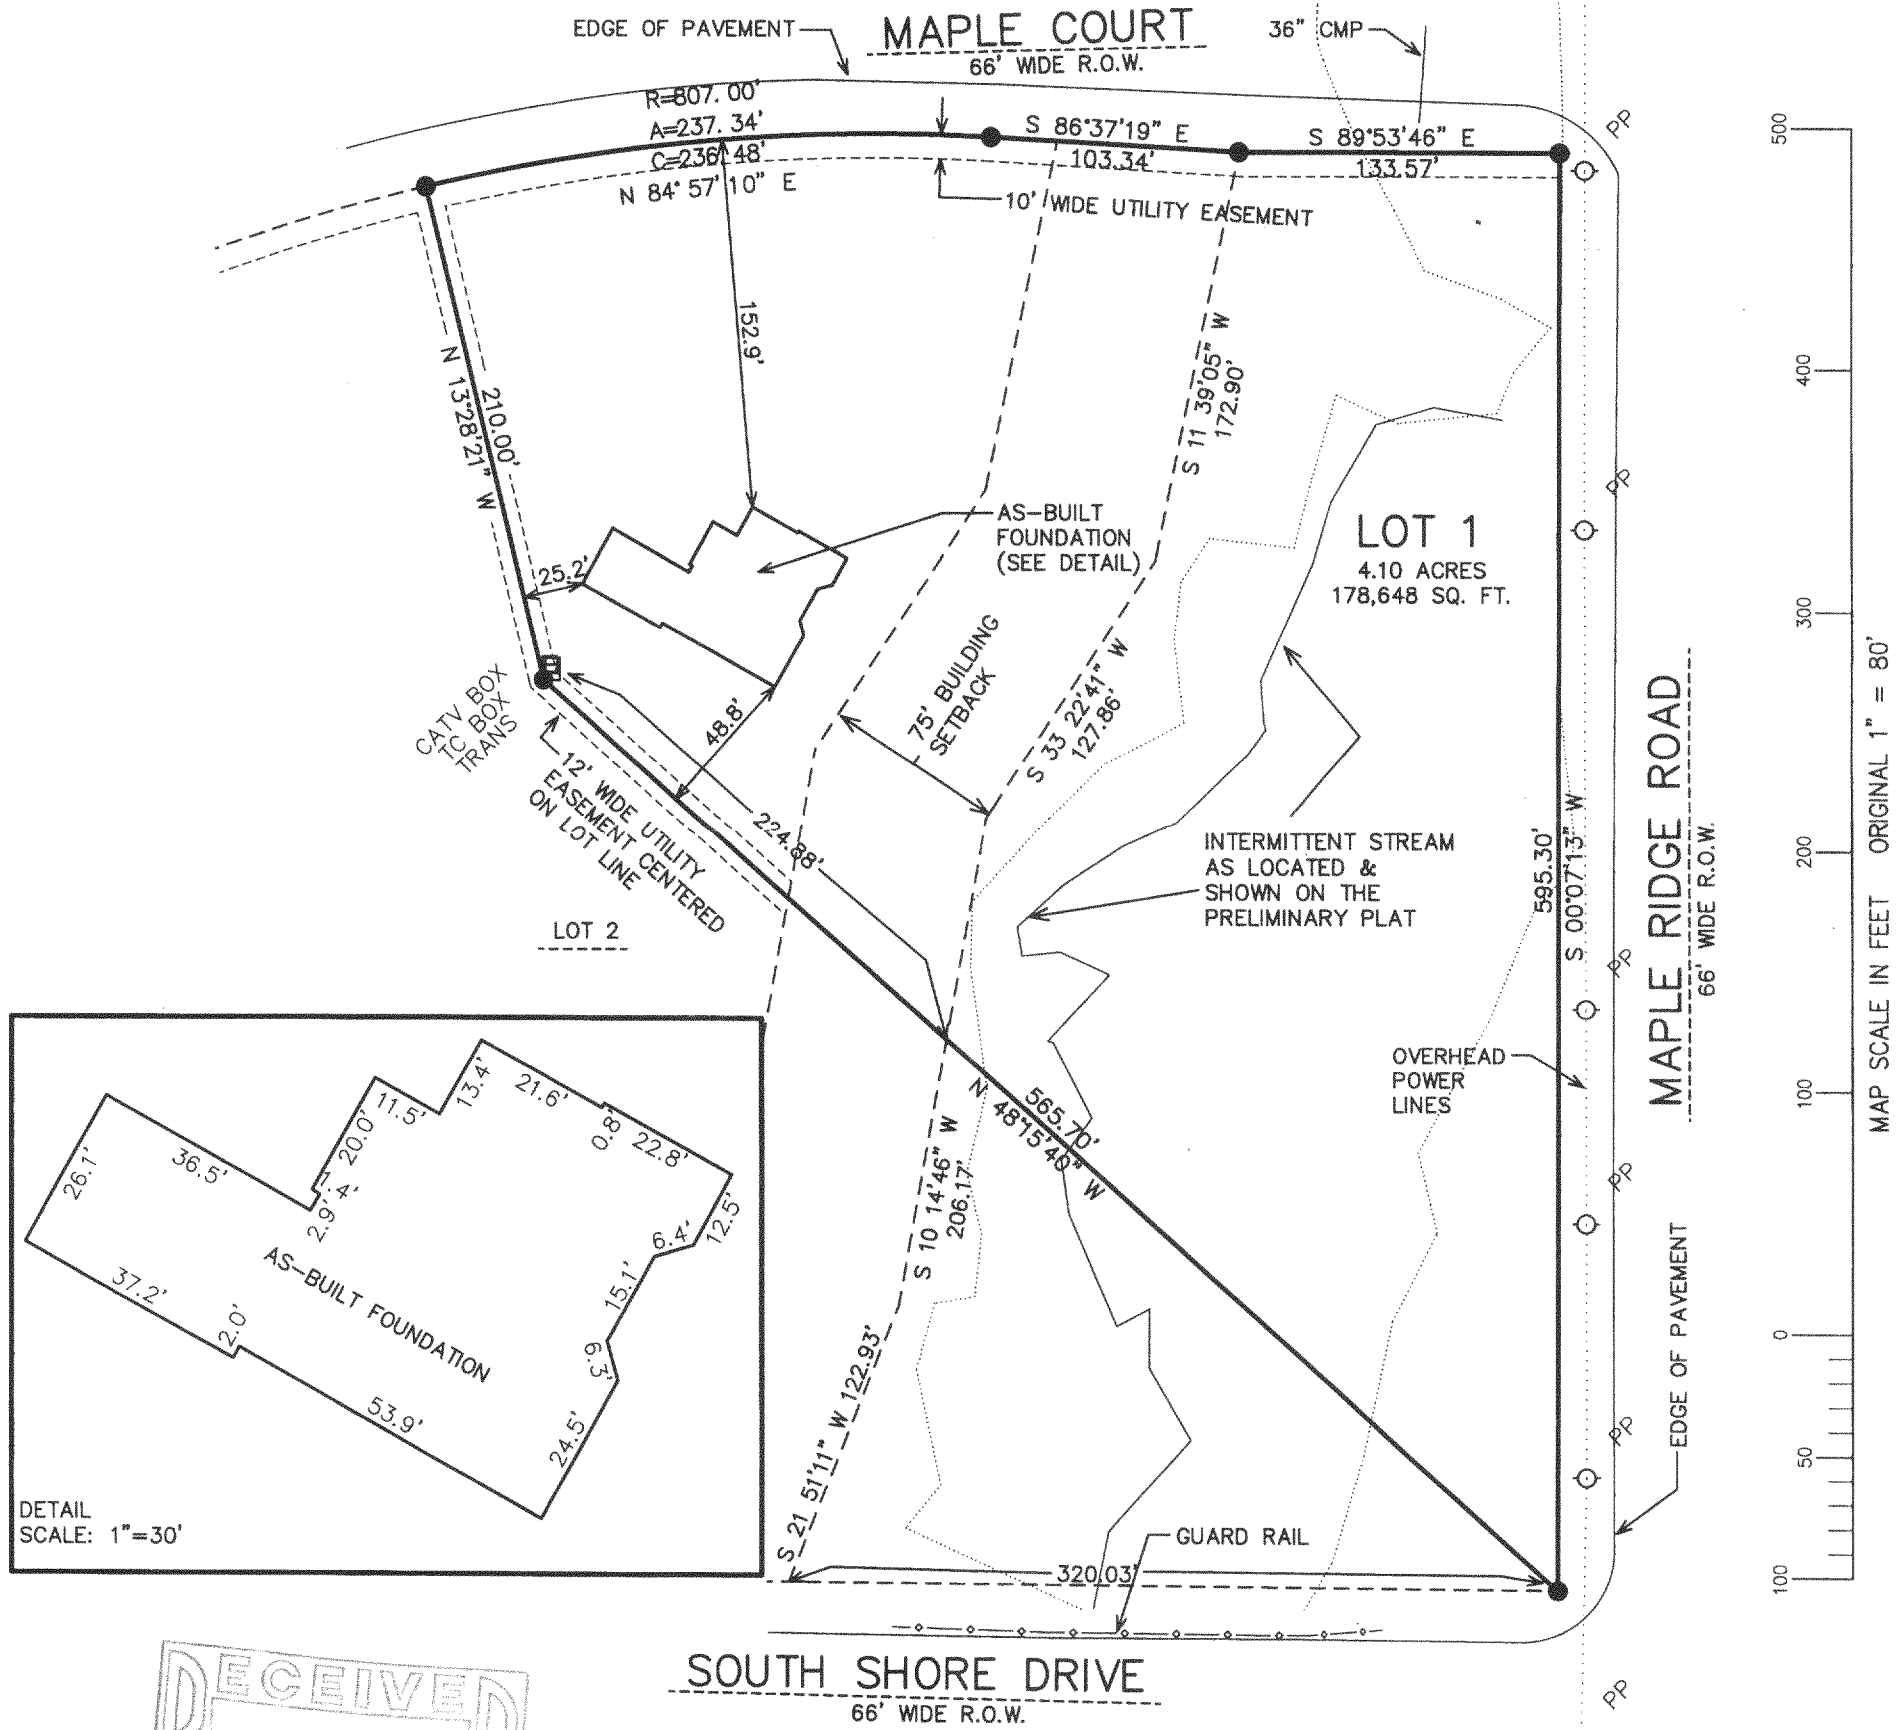 EDGE OF PAVEMENT
MAPLE COURT
66' WIDE R.O.W.
36" CMP
R=807.00'
A=237.34'
C=236.48'
N 84°57'10" E
S 86°37'19" E
103.34'
S 89°53'46" E
133.57'
PP
10' WIDE UTILITY EASEMENT
152.9'
N 13°28'21" W
210.00'
S 11 39'05" W
172.90'
PP
AS-BUILT
FOUNDATION
(SEE DETAIL)
LOT 1
4.10 ACRES
178,648 SQ. FT.
25.2'
48.8'
75' BUILDING
SETBACK
S 33 22'41" W
127.86'
CATV BOX
TC BOX
TRANS
12' WIDE UTILITY
EASEMENT CENTERED
ON LOT LINE
224.88'
INTERMITTENT STREAM
AS LOCATED &
SHOWN ON THE
PRELIMINARY PLAT
595.30'
S 00°07'13" W
MAPLE RIDGE ROAD
66' WIDE R.O.W.
LOT 2
PP
OVERHEAD
POWER
LINES
565.70'
N 48°15'40" W
S 10 14'46" W
206.17'
PP
EDGE OF PAVEMENT
S 21 51'11" W 122.93'
PP
GUARD RAIL
320.03'
SOUTH SHORE DRIVE
66' WIDE R.O.W.
PP
26.1'
36.5'
2.9'
1.4'
20.0'
11.5'
13.4'
21.6'
0.8'
22.8'
12.5'
6.4'
15.1'
6.3'
24.5'
53.9'
2.0'
37.2'
AS-BUILT FOUNDATION
DETAIL
SCALE: 1"=30'
500
400
300
200
100
0
50
100
MAP SCALE IN FEET ORIGINAL 1" = 80'
DECEIVED